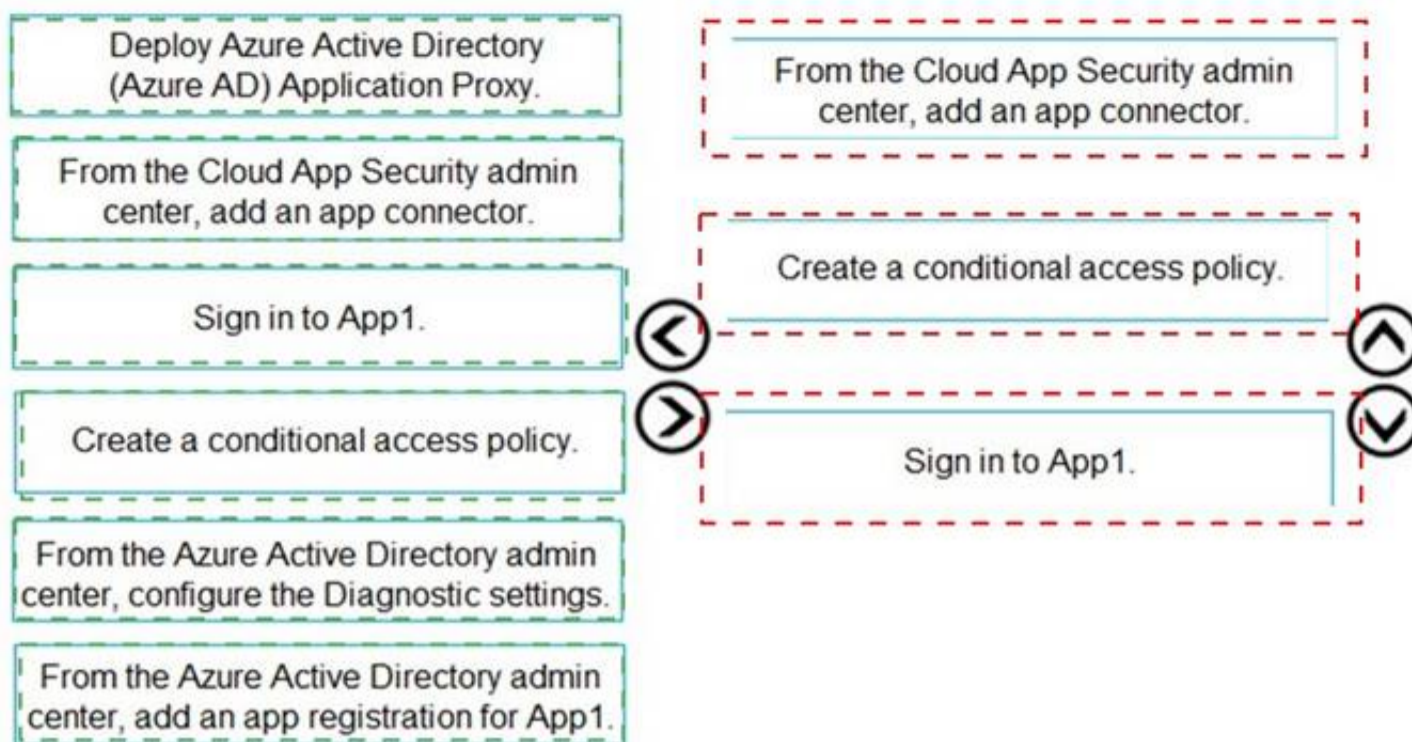 Deploy Azure Active Directory
(Azure AD) Application Proxy.
From the Cloud App Security admin
center, add an app connector.
Sign in to App1.
Create a conditional access policy.
From the Azure Active Directory admin
center, configure the Diagnostic settings.
From the Azure Active Directory admin
center, add an app registration for App1.
From the Cloud App Security admin
center, add an app connector.
Create a conditional access policy.
Sign in to App1.